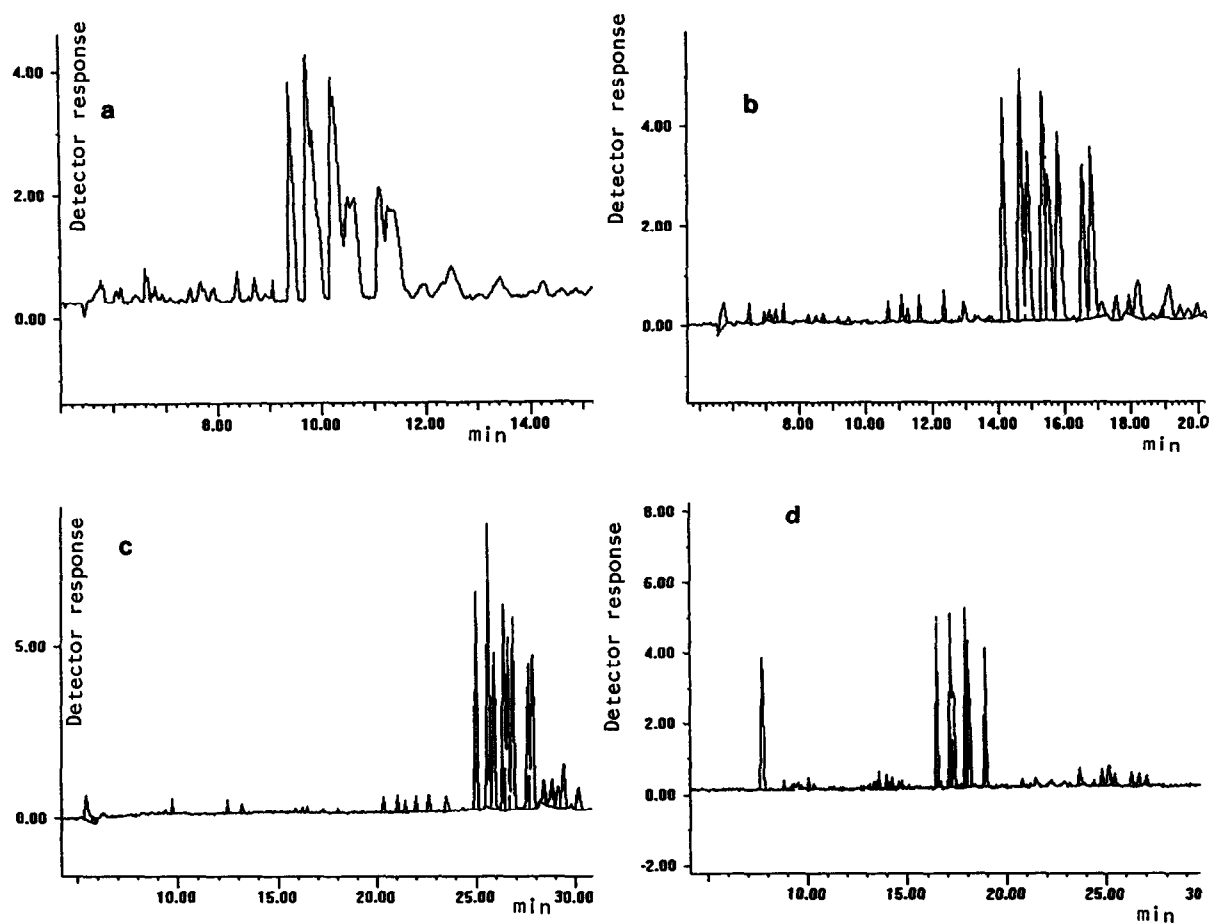 a
Detector response
4.00
2.00
0.00
8.00 10.00 12.00 14.00
min
b
Detector response
4.00
2.00
0.00
8.00 10.00 12.00 14.00 16.00 18.00 20.0
min
c
Detector response
5.00
0.00
10.00 15.00 20.00 25.00 30.00
min
d
Detector response
8.00
6.00
4.00
2.00
0.00
-2.00
10.00 15.00 20.00 25.00 30
min